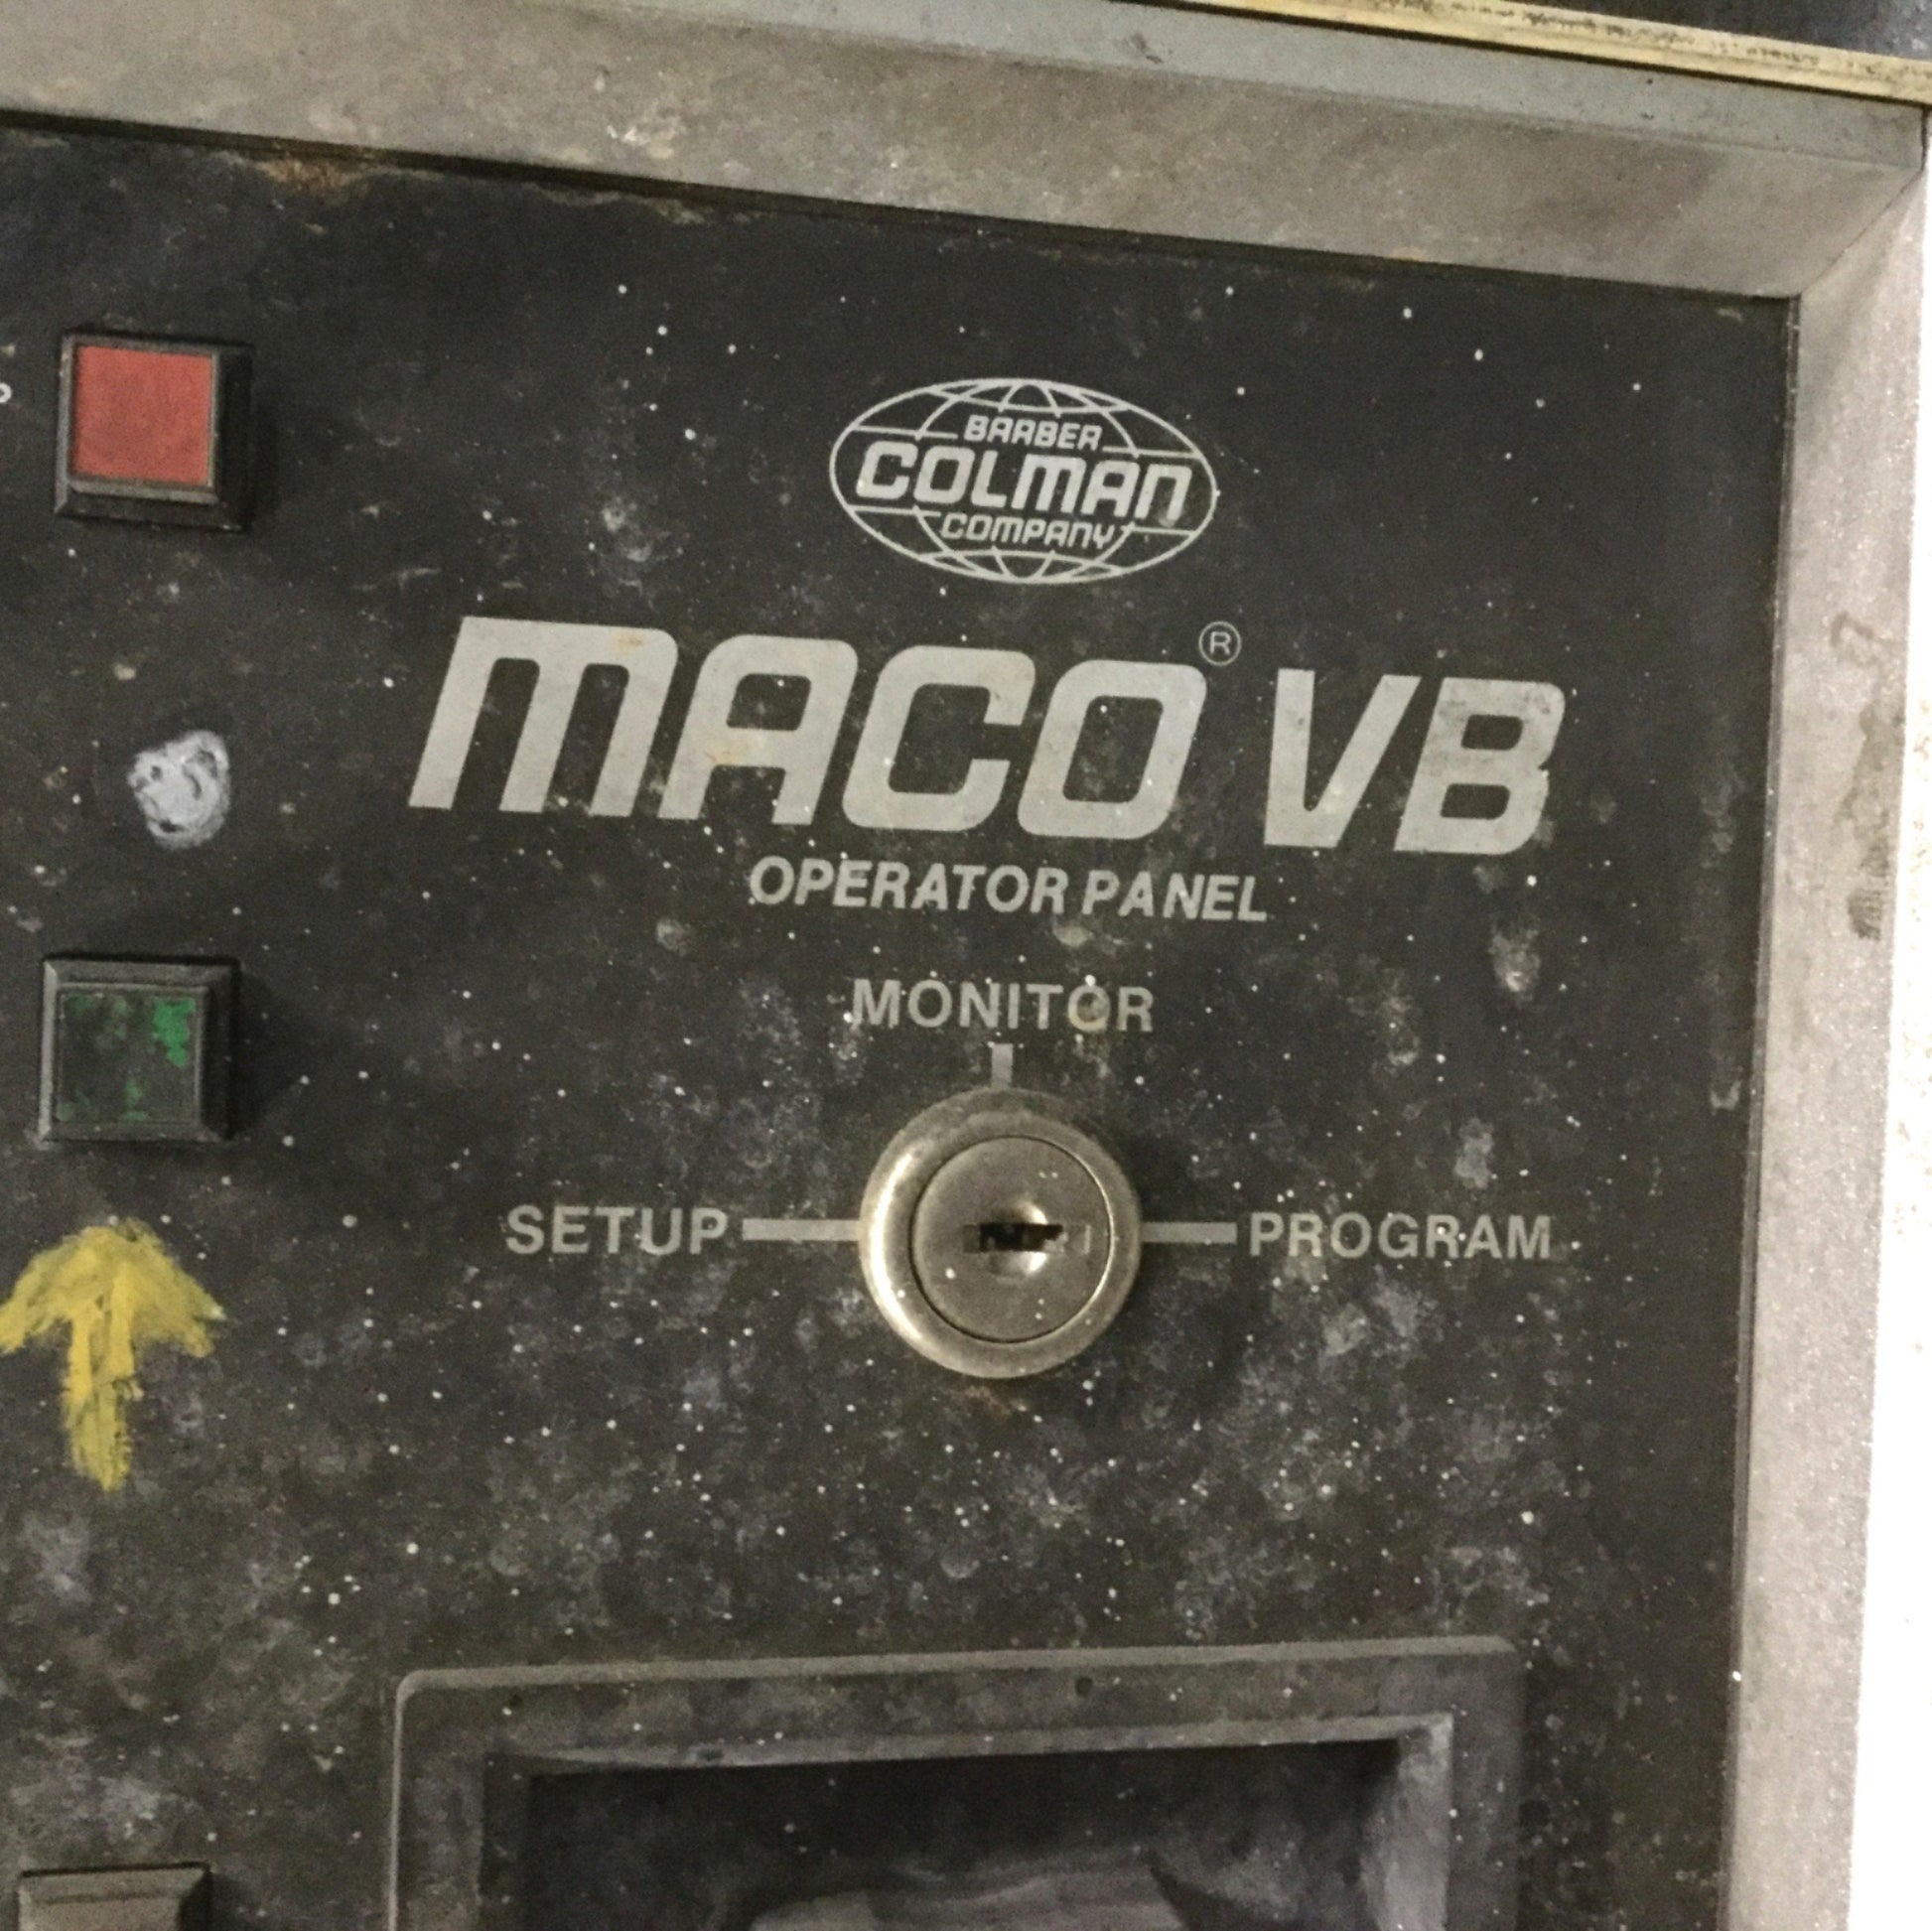 BARBER
COLMAN
COMPANY
MACO® VB
OPERATOR PANEL
MONITOR
SETUP
PROGRAM